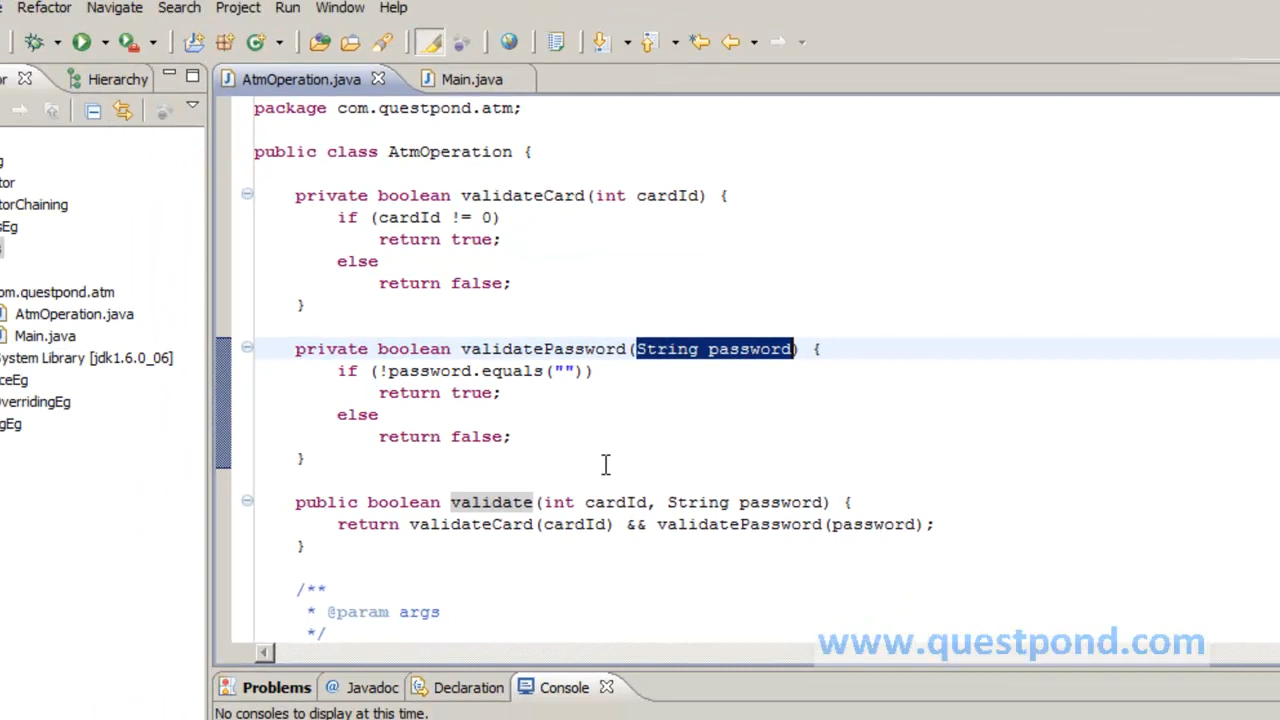 Refactor Navigate Search Project Run Window Help
Hierarchy
AtmOperation.java Main.java
package com.questpond.atm;
public class AtmOperation {
private boolean validateCard(int cardId) {
if (cardId != 0)
return true;
else
return false;
}
private boolean validatePassword(String password) {
if (!password.equals(""))
return true;
else
return false;
}
public boolean validate(int cardId, String password) {
return validateCard(cardId) && validatePassword(password);
}
/**
* @param args
*/
g
tor
torChaining
sEg
s
om.questpond.atm
AtmOperation.java
Main.java
System Library [jdk1.6.0_06]
ceEg
OverridingEg
gEg
www.questpond.com
Problems @ Javadoc Declaration Console
No consoles to display at this time.